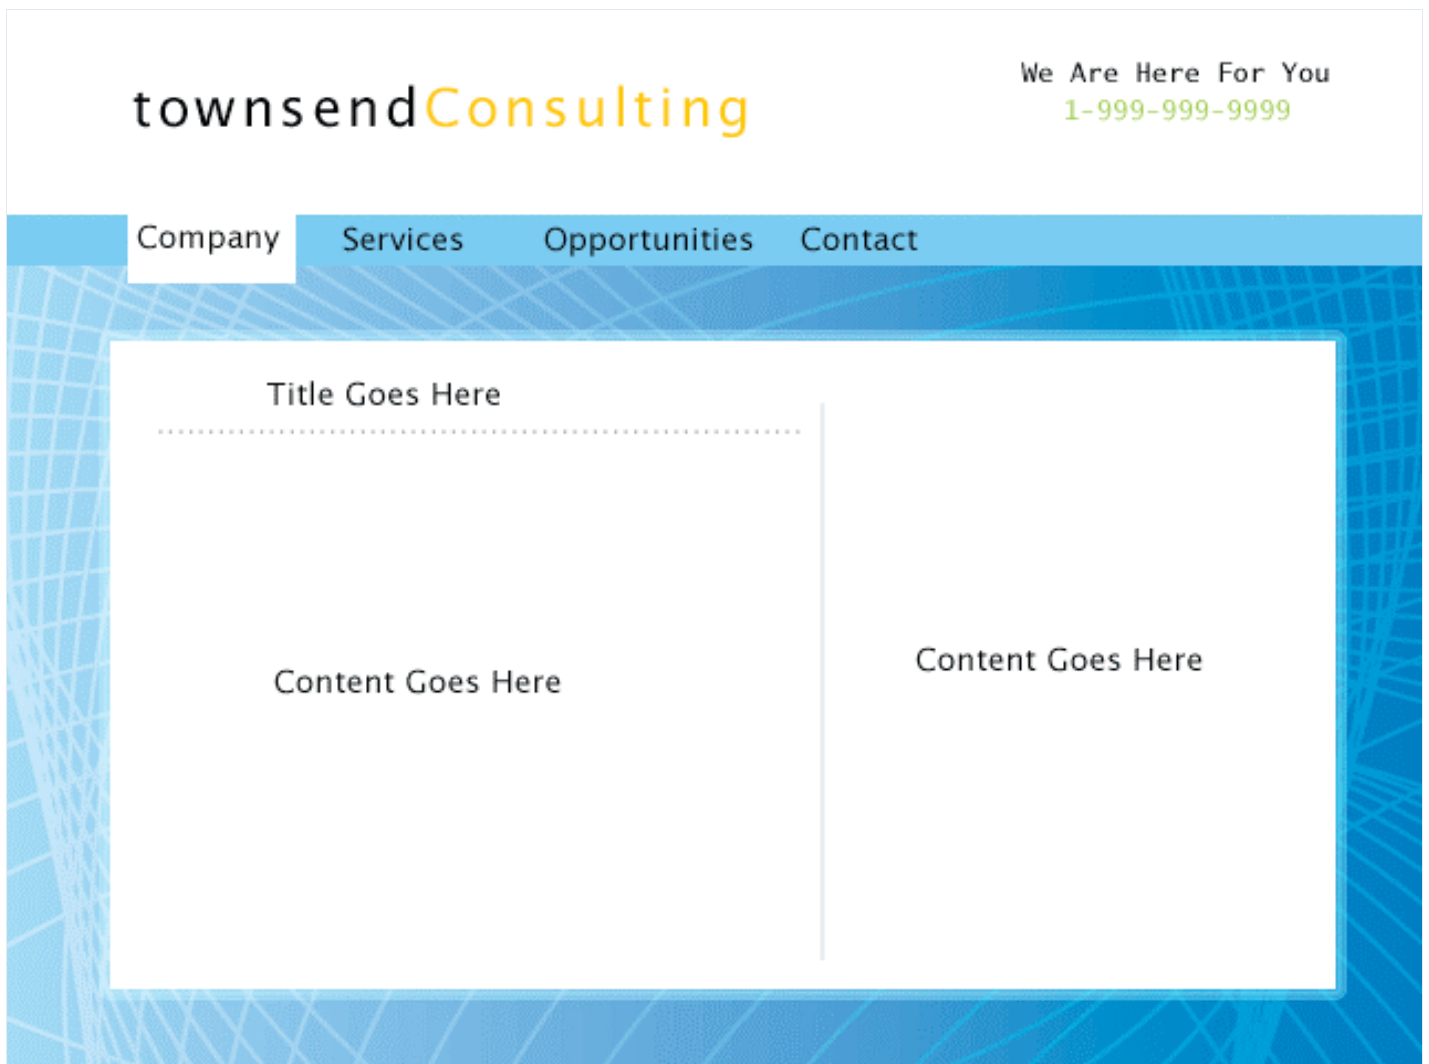 townsendConsulting
We Are Here For You
1-999-999-9999
Company Services Opportunities Contact
Title Goes Here
Content Goes Here
Content Goes Here